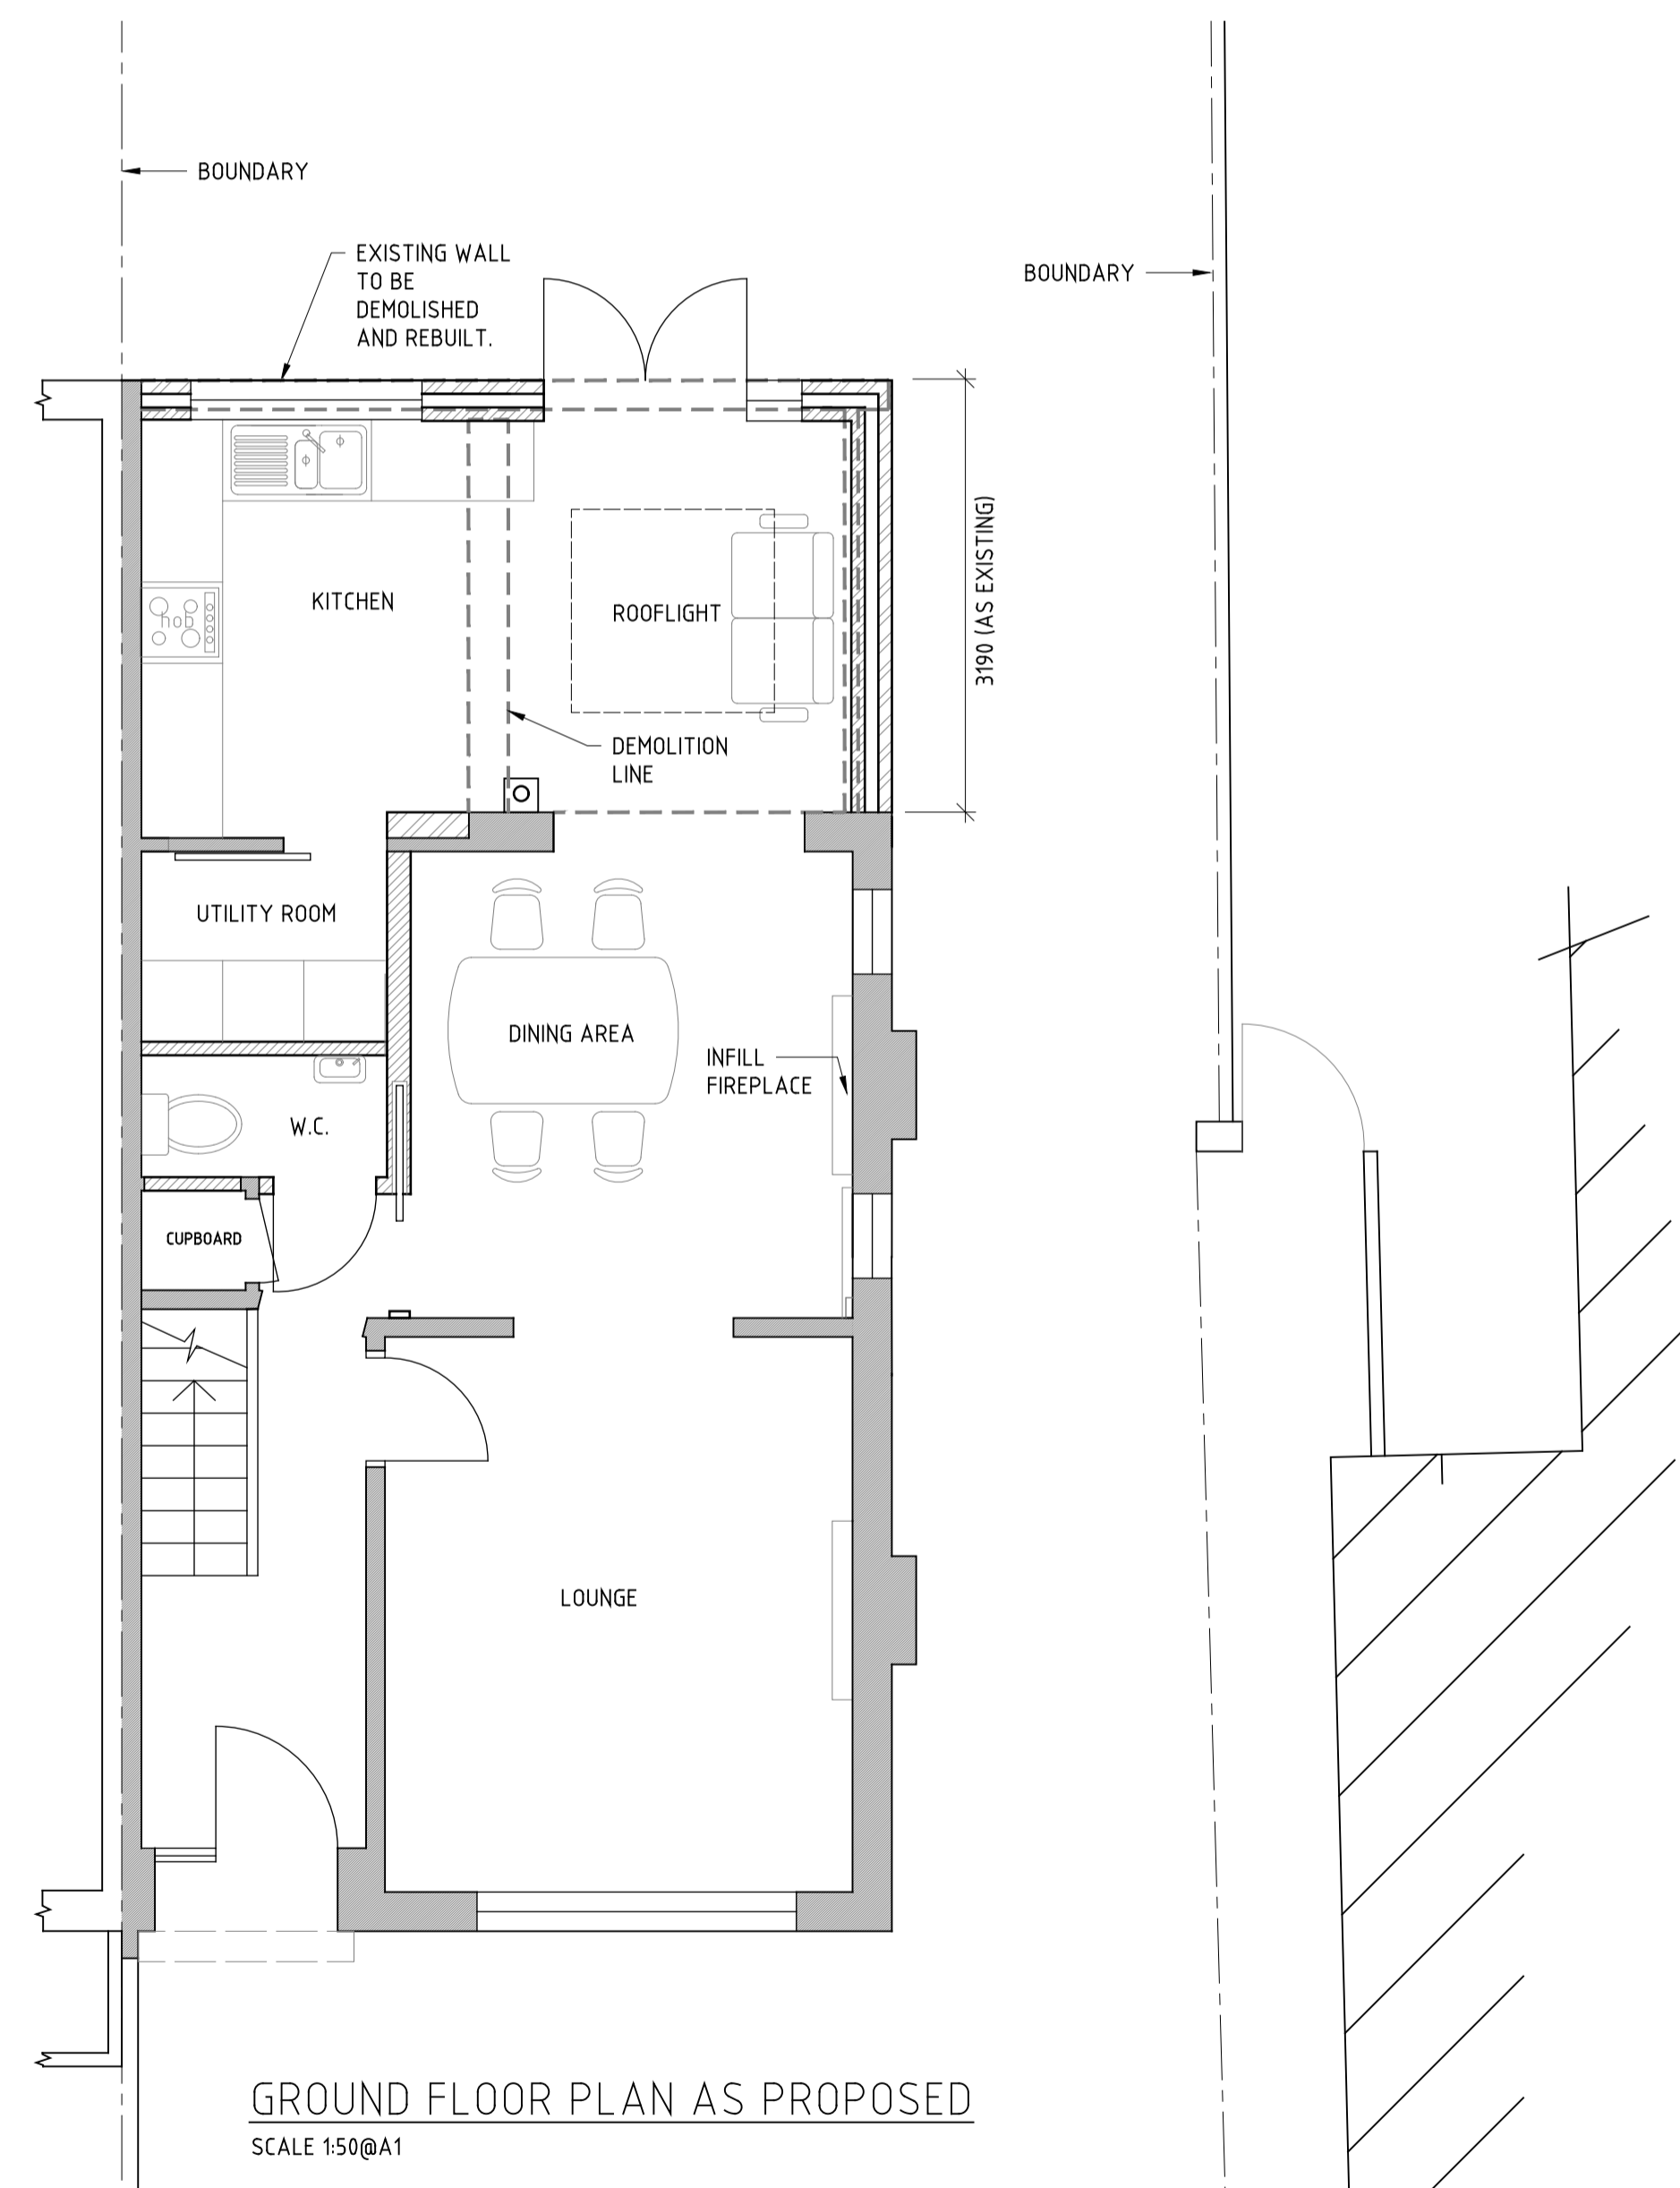 BOUNDARY
EXISTING WALL
TO BE
DEMOLISHED
AND REBUILT.
BOUNDARY
3190 (AS EXISTING)
KITCHEN
hob
ROOFLIGHT
DEMOLITION
LINE
UTILITY ROOM
DINING AREA
INFILL
FIREPLACE
W.C.
CUPBOARD
LOUNGE
GROUND FLOOR PLAN AS PROPOSED
SCALE 1:50@A1